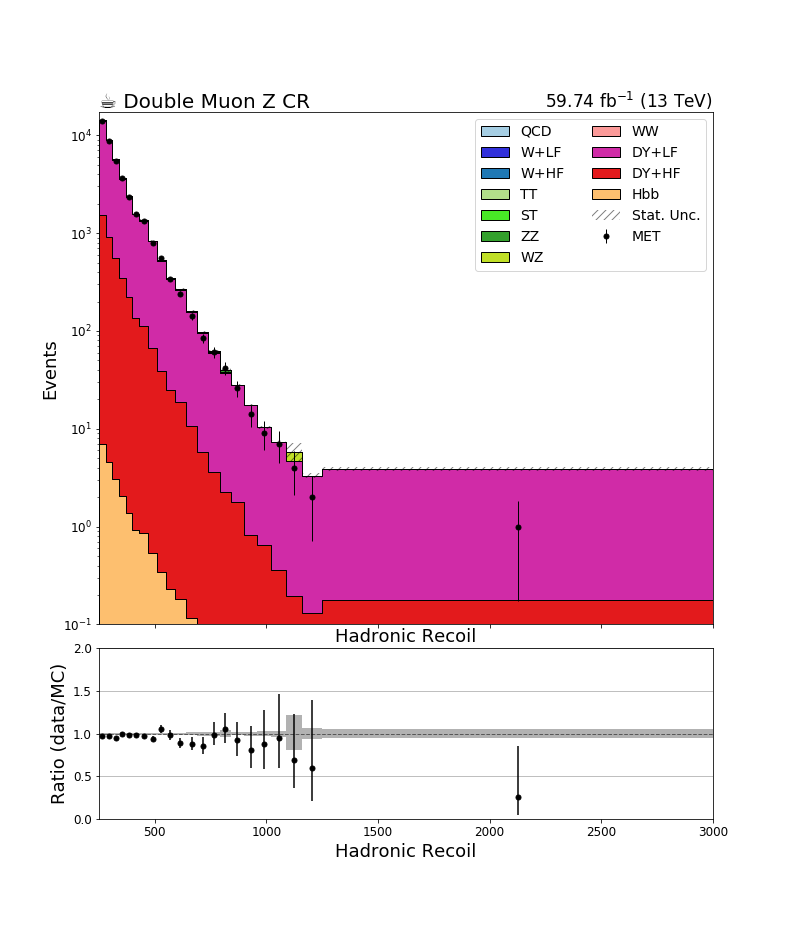 ☕ Double Muon Z CR
59.74 fb⁻¹ (13 TeV)
QCD
W+LF
W+HF
TT
ST
ZZ
WZ
WW
DY+LF
DY+HF
Hbb
Stat. Unc.
MET
Events
10⁴
10³
10²
10¹
10⁰
10⁻¹
Hadronic Recoil
Ratio (data/MC)
2.0
1.5
1.0
0.5
0.0
500 1000 1500 2000 2500 3000
Hadronic Recoil